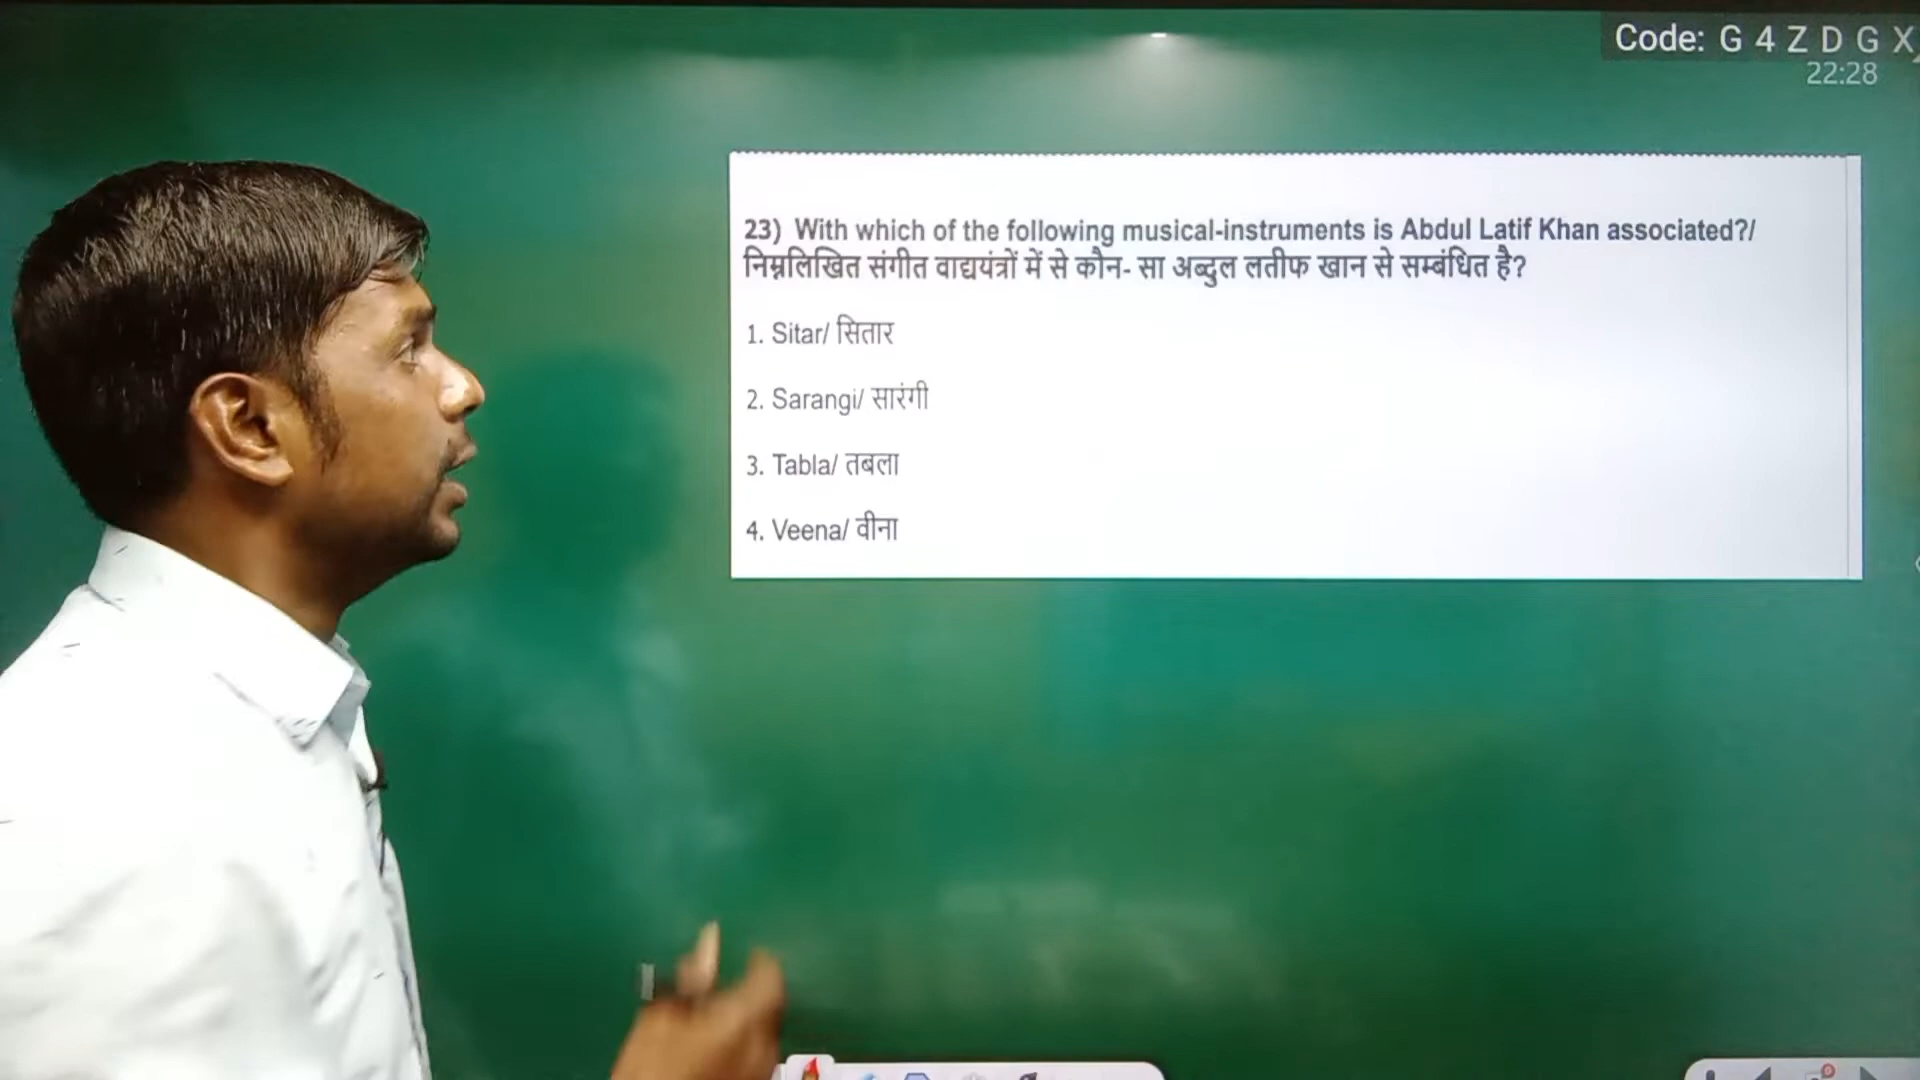 Code: G 4 Z D G X
22:28
23) With which of the following musical-instruments is Abdul Latif Khan associated?/
निम्नलिखित संगीत वाद्ययंत्रों में से कौन- सा अब्दुल लतीफ खान से सम्बंधित है?
1. Sitar/ सितार
2. Sarangi/ सारंगी
3. Tabla/ तबला
4. Veena/ वीना